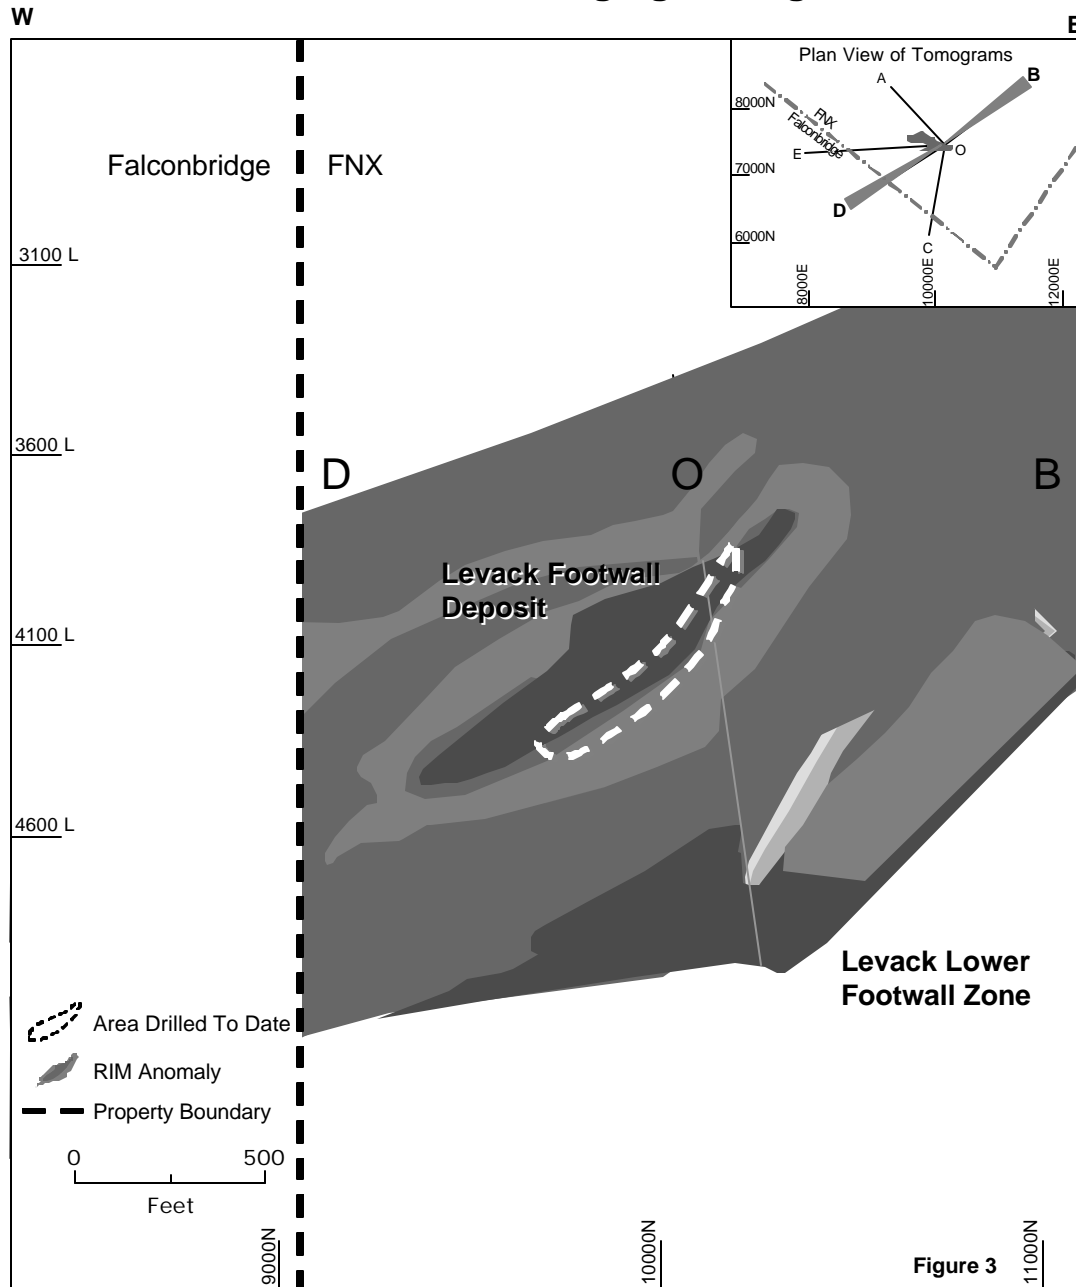 W
Plan View of Tomograms
A
B
8000N
FNX
Falconbridge
E
O
7000N
D
6000N
C
8000E
10000E
12000E
Falconbridge
FNX
3100 L
3600 L
D
O
B
Levack Footwall
Deposit
4100 L
4600 L
Levack Lower
Footwall Zone
Area Drilled To Date
RIM Anomaly
Property Boundary
0
500
Feet
9000N
10000N
11000N
Figure 3